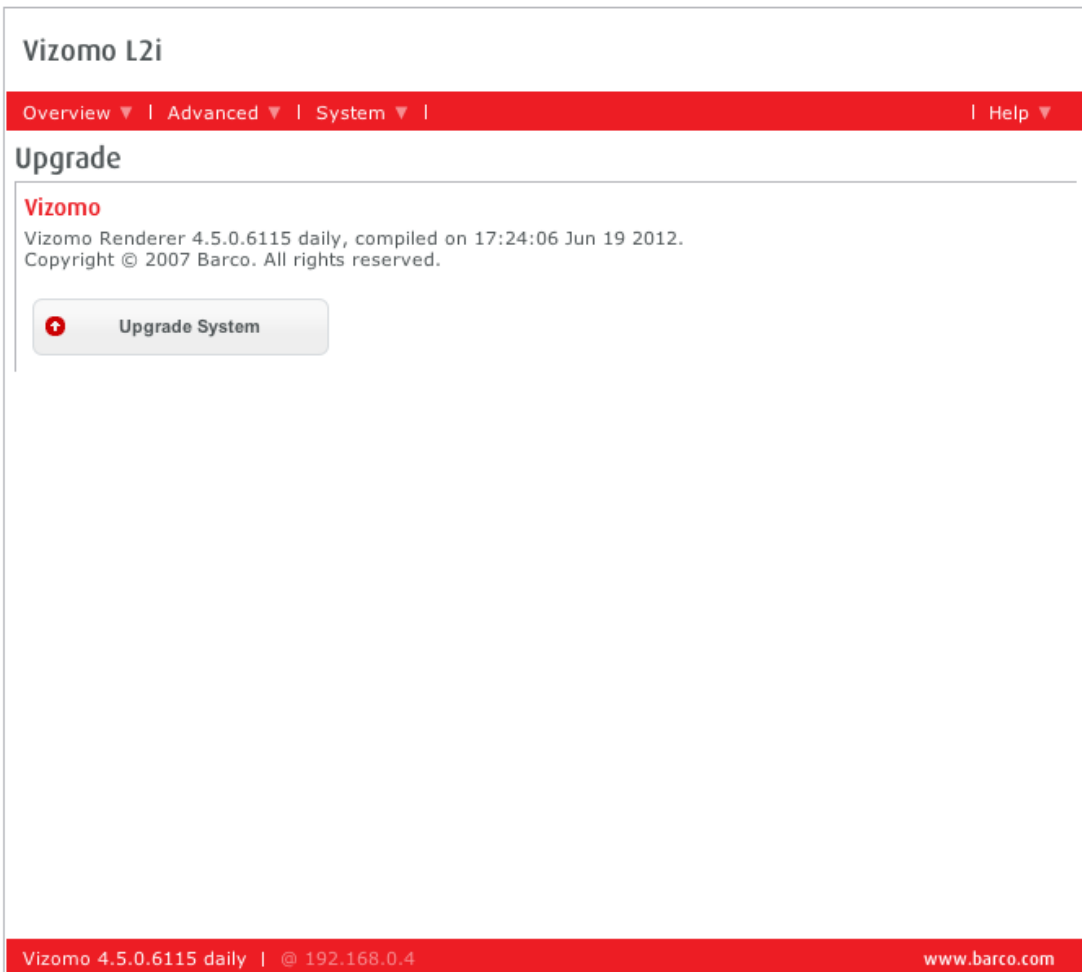 Vizomo L2i
Overview ▼ | Advanced ▼ | System ▼ | | Help ▼
Upgrade
Vizomo
Vizomo Renderer 4.5.0.6115 daily, compiled on 17:24:06 Jun 19 2012.
Copyright © 2007 Barco. All rights reserved.
Upgrade System
Vizomo 4.5.0.6115 daily | @ 192.168.0.4 www.barco.com